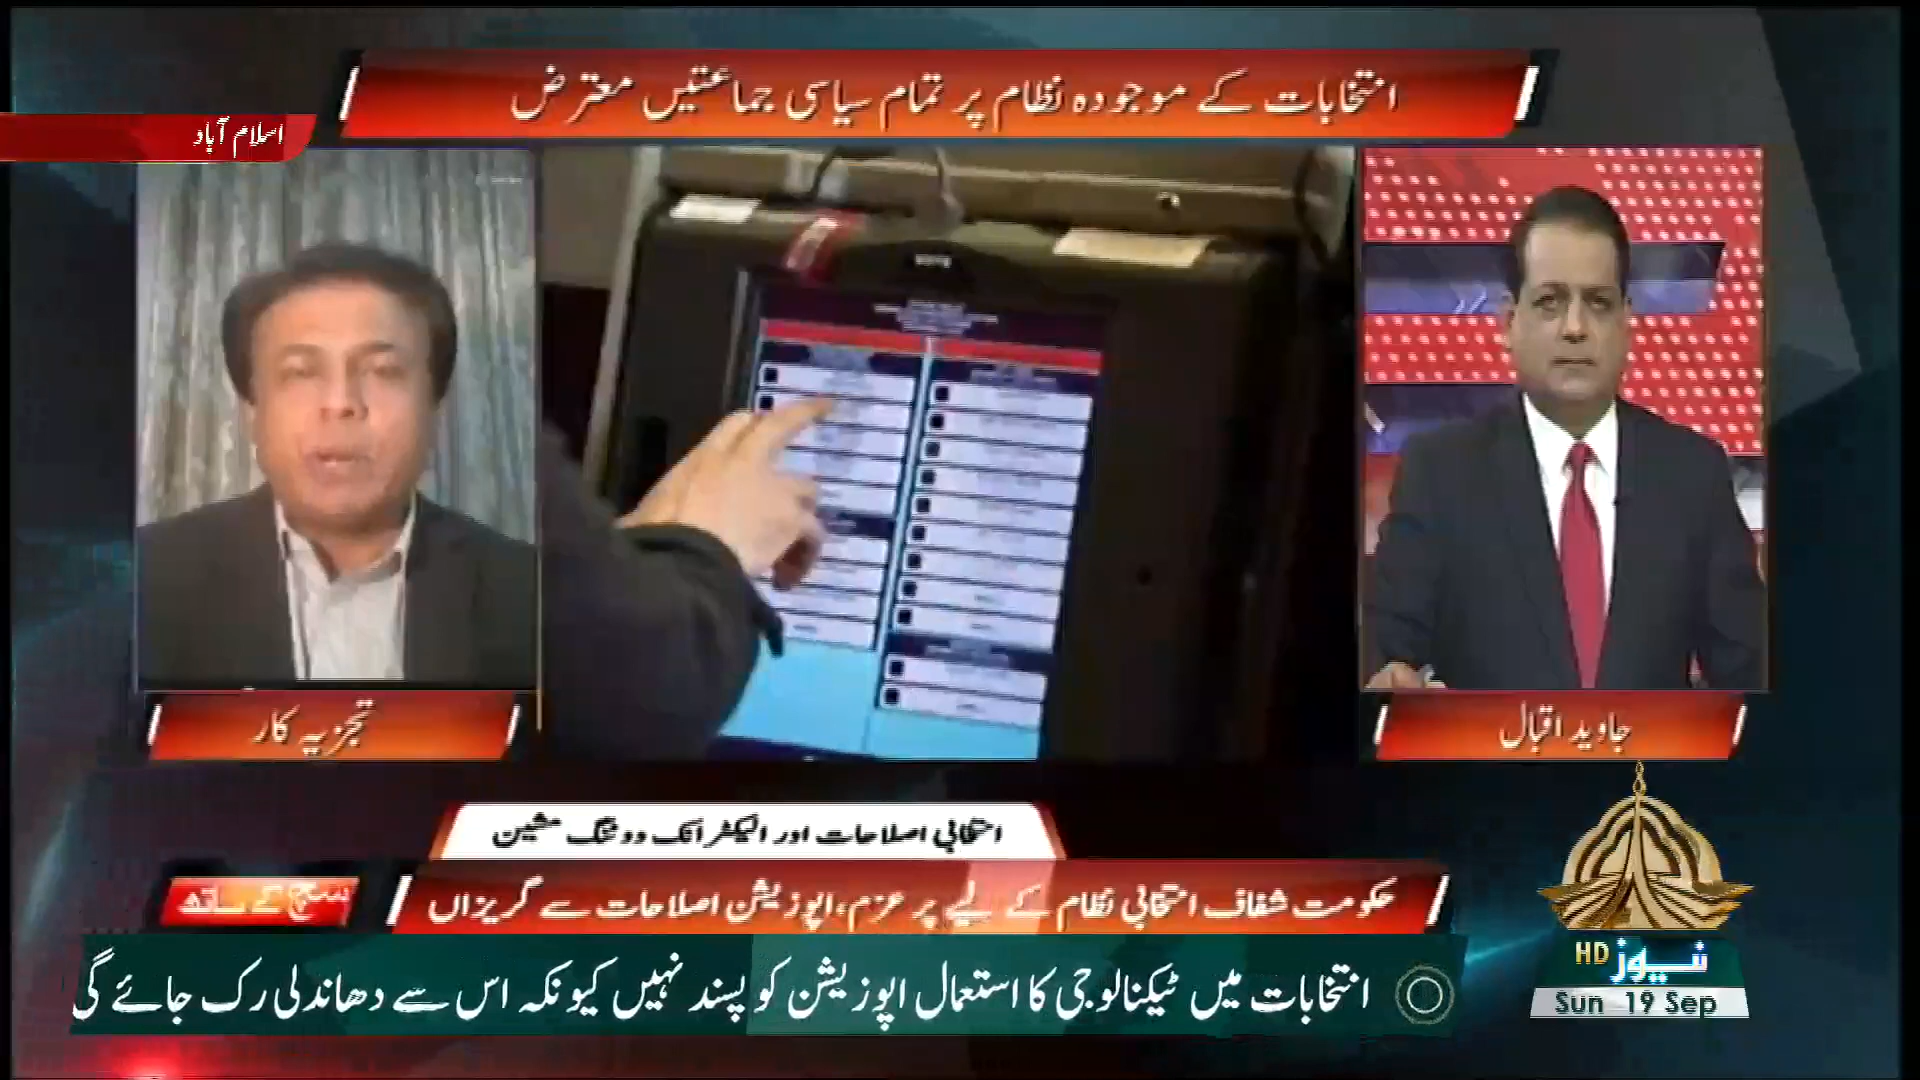 انتخابات کے موجودہ نظام پر تمام سیاسی جماعتیں معترض
اسلام آباد
تجزیہ کار
جاوید اقبال
انتخابی اصلاحات اور الیکٹرانک ووٹنگ مشین
حکومت شفاف انتخابی نظام کے لیے پر عزم، اپوزیشن اصلاحات سے گریزاں
سچ کے ساتھ
انتخابات میں ٹیکنالوجی کا استعمال اپوزیشن کو پسند نہیں کیونکہ اس سے دھاندلی رک جائے گی
نیوز HD
Sun 19 Sep